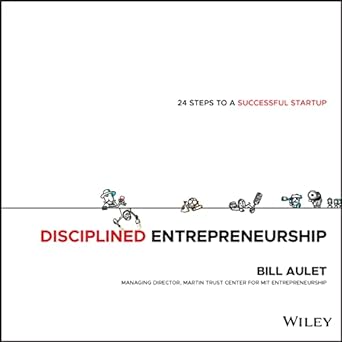 24 STEPS TO A SUCCESSFUL STARTUP
DISCIPLINED ENTREPRENEURSHIP
BILL AULET
MANAGING DIRECTOR, MARTIN TRUST CENTER FOR MIT ENTREPRENEURSHIP
WILEY